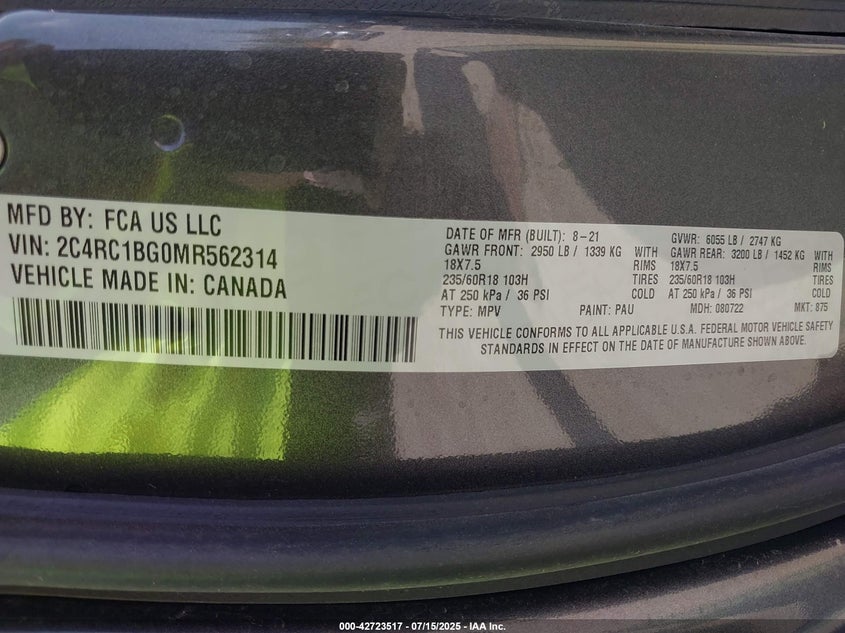 MFD BY: FCA US LLC
VIN: 2C4RC1BG0MR562314
VEHICLE MADE IN: CANADA
DATE OF MFR (BUILT): 8-21 GVWR: 6055 LB / 2747 KG
GAWR FRONT: 2950 LB / 1339 KG WITH GAWR REAR: 3200 LB / 1452 KG WITH
18X7.5 RIMS 18X7.5 RIMS
235/60R18 103H TIRES 235/60R18 103H TIRES
AT 250 kPa / 36 PSI COLD AT 250 kPa / 36 PSI COLD
TYPE: MPV PAINT: PAU MDH: 080722 MKT: 875
THIS VEHICLE CONFORMS TO ALL APPLICABLE U.S.A. FEDERAL MOTOR VEHICLE SAFETY
STANDARDS IN EFFECT ON THE DATE OF MANUFACTURE SHOWN ABOVE.
000-42723517 - 07/15/2025 - IAA Inc.